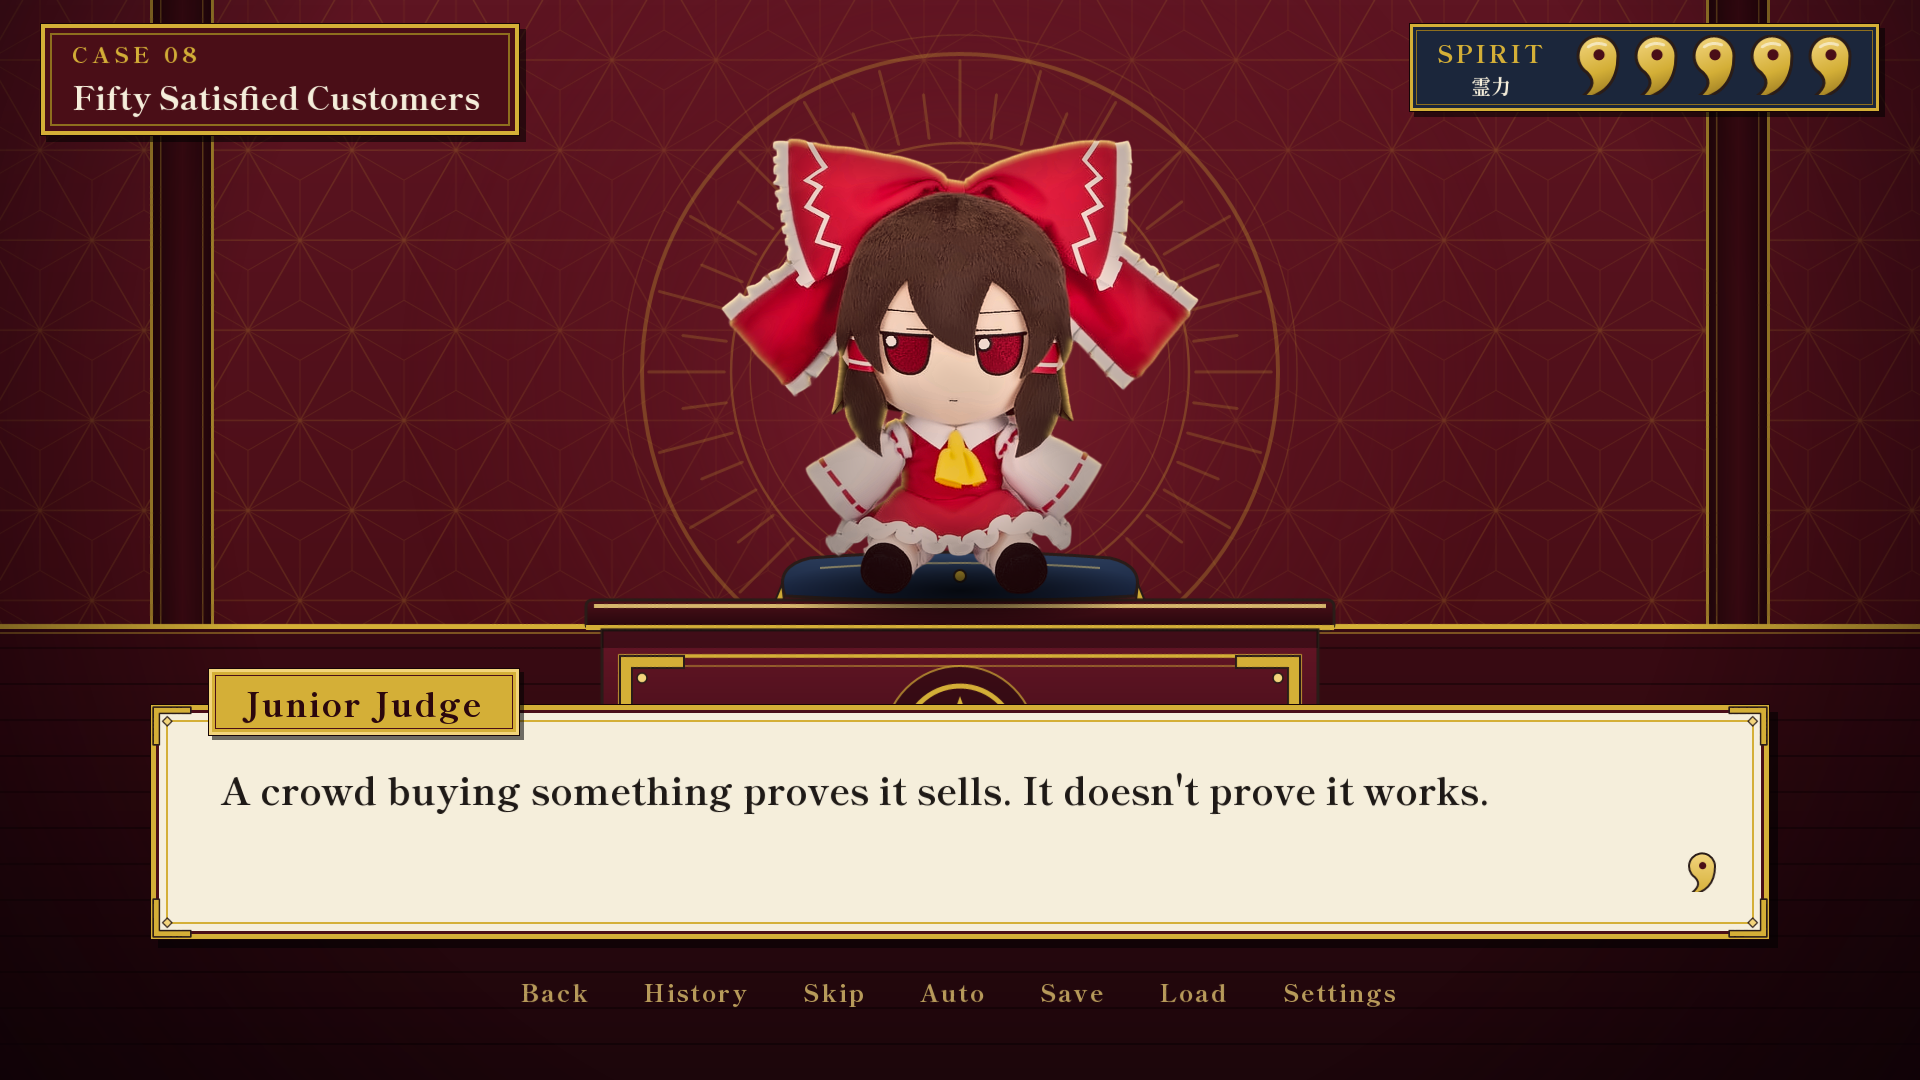 CASE 08
Fifty Satisfied Customers
SPIRIT
霊力
Junior Judge
A crowd buying something proves it sells. It doesn't prove it works.
Back History Skip Auto Save Load Settings